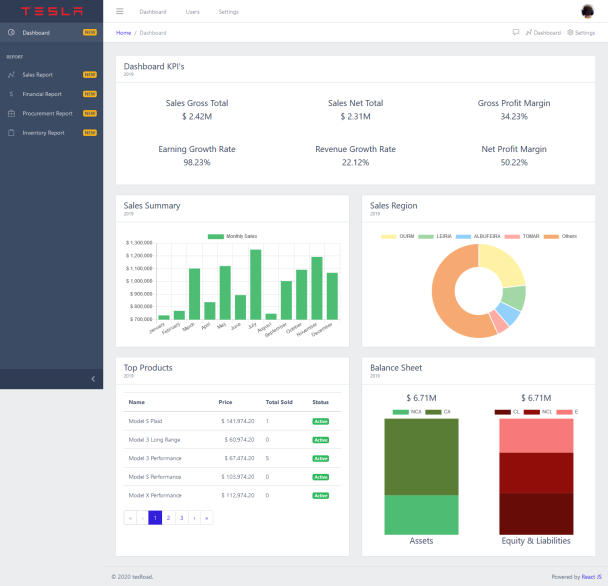 TESLA
Dashboard Users Settings
Dashboard NEW
Home / Dashboard
Dashboard Settings
REPORT
Sales Report NEW
Financial Report NEW
Procurement Report NEW
Inventory Report NEW
Dashboard KPI's
2019
Sales Gross Total
$ 2.42M
Sales Net Total
$ 2.31M
Gross Profit Margin
34.23%
Earning Growth Rate
98.23%
Revenue Growth Rate
22.12%
Net Profit Margin
50.22%
Sales Summary
2019
Monthly Sales
$ 1,300,000
$ 1,200,000
$ 1,100,000
$ 1,000,000
$ 900,000
$ 800,000
$ 700,000
January February March April May June July August September October November December
Sales Region
2019
OURM LEIRIA ALBUFEIRA TOMAR Others
Top Products
2019
Name Price Total Sold Status
Model S Plaid $ 141,974.20 1 Active
Model 3 Long Range $ 60,974.20 0 Active
Model 3 Performance $ 67,474.20 5 Active
Model S Performance $ 103,974.20 0 Active
Model X Performance $ 112,974.20 0 Active
« ‹ 1 2 3 › »
Balance Sheet
2019
$ 6.71M
NCA CA
Assets
$ 6.71M
CL NCL E
Equity & Liabilities
© 2020 tesRoad.
Powered by React JS